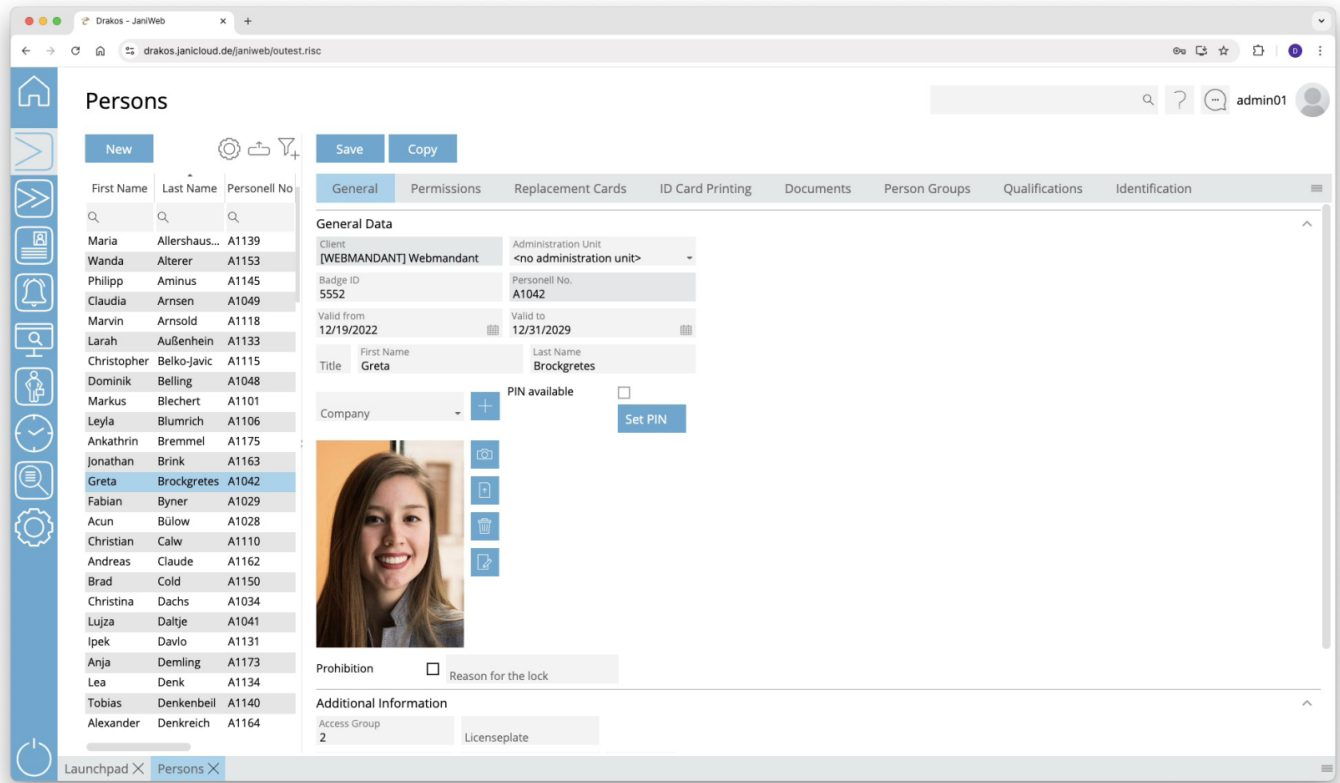 Drakos – JaniWeb
drakos.janicloud.de/janiweb/outest.risc
D
Persons
admin01
New
Save
Copy
First Name Last Name Personell No
Maria Allershaus... A1139
Wanda Alterer A1153
Philipp Aminus A1145
Claudia Arnsen A1049
Marvin Arnsold A1118
Larah Außenhein A1133
Christopher Belko-Javic A1115
Dominik Belling A1048
Markus Blechert A1101
Leyla Blumrich A1106
Ankathrin Bremmel A1175
Jonathan Brink A1163
Greta Brockgretes A1042
Fabian Byner A1029
Acun Bülow A1028
Christian Calw A1110
Andreas Claude A1162
Brad Cold A1150
Christina Dachs A1034
Lujza Daltje A1041
Ipek Davlo A1131
Anja Demling A1173
Lea Denk A1134
Tobias Denkenbeil A1140
Alexander Denkreich A1164
General Permissions Replacement Cards ID Card Printing Documents Person Groups Qualifications Identification
General Data
Client Administration Unit
[WEBMANDANT] Webmandant <no administration unit>
Badge ID Personell No.
5552 A1042
Valid from Valid to
12/19/2022 12/31/2029
First Name Last Name
Title Greta Brockgretes
PIN available
Company
Set PIN
Prohibition Reason for the lock
Additional Information
Access Group
2 Licenseplate
Launchpad Persons